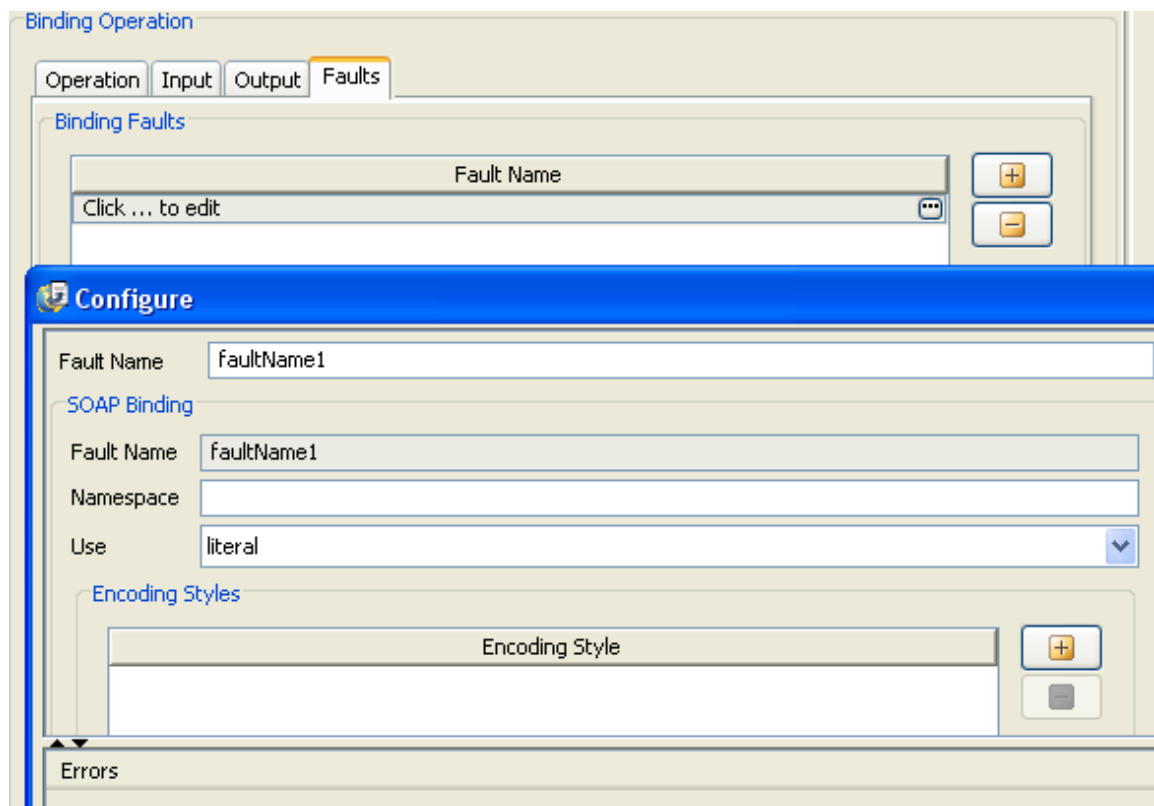 Binding Operation
Operation Input Output Faults
Binding Faults
Fault Name
Click ... to edit
Configure
Fault Name faultName1
SOAP Binding
Fault Name faultName1
Namespace
Use literal
Encoding Styles
Encoding Style
Errors